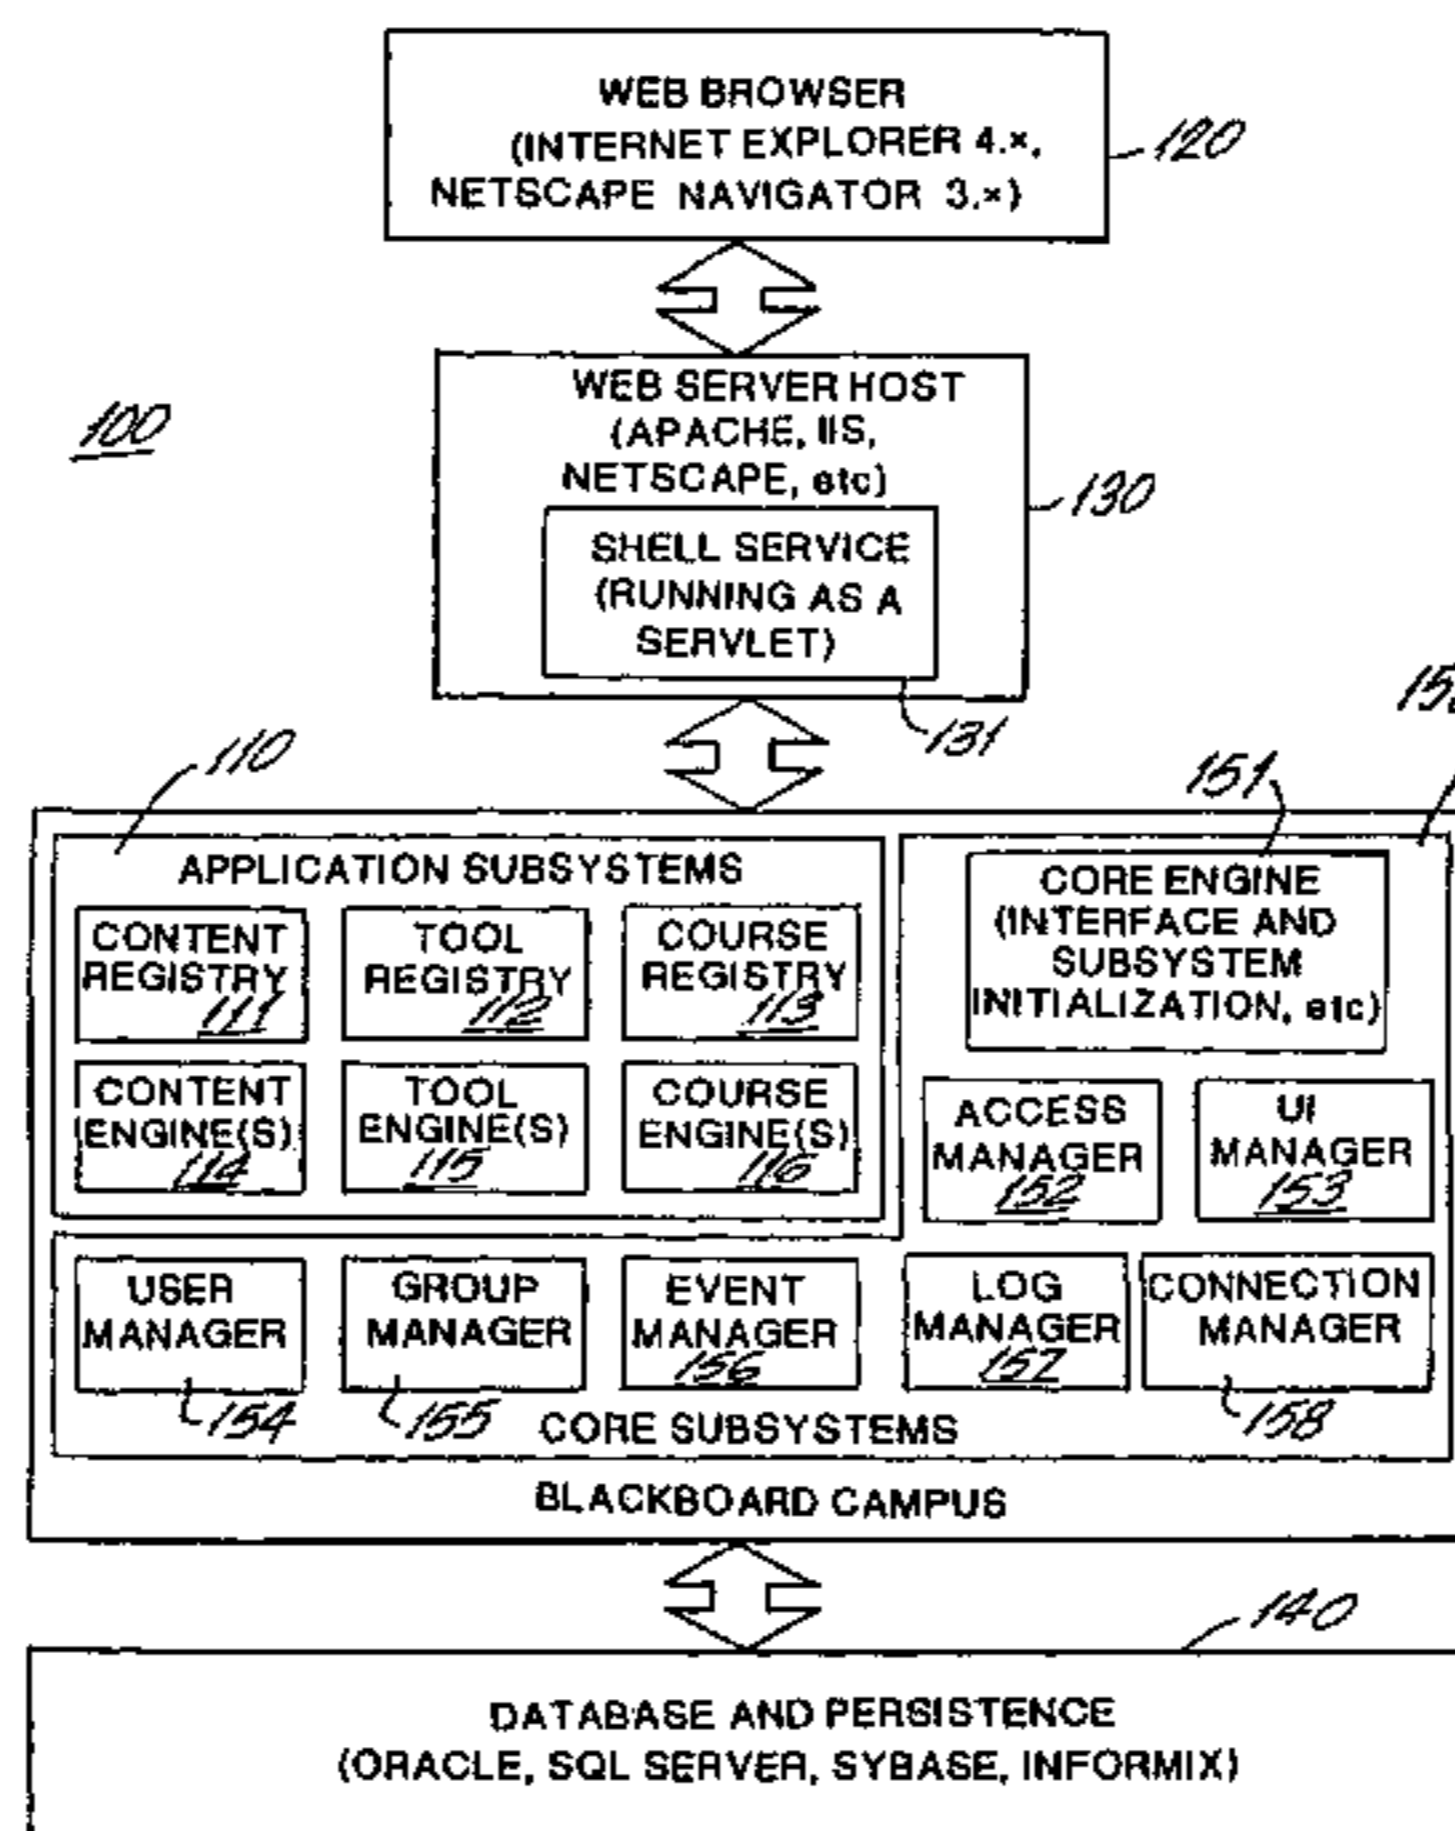 WEB BROWSER
(INTERNET EXPLORER 4.x,
NETSCAPE NAVIGATOR 3.x)
120
WEB SERVER HOST
(APACHE, IIS,
NETSCAPE, etc)
100
130
SHELL SERVICE
(RUNNING AS A
SERVLET)
131
110
151
APPLICATION SUBSYSTEMS
CONTENT
REGISTRY
111
TOOL
REGISTRY
112
COURSE
REGISTRY
113
CONTENT
ENGINE(S)
114
TOOL
ENGINE(S)
115
COURSE
ENGINE(S)
116
CORE ENGINE
(INTERFACE AND
SUBSYSTEM
INITIALIZATION, etc)
ACCESS
MANAGER
152
UI
MANAGER
153
USER
MANAGER
154
GROUP
MANAGER
155
EVENT
MANAGER
156
LOG
MANAGER
157
CONNECTION
MANAGER
158
CORE SUBSYSTEMS
BLACKBOARD CAMPUS
140
DATABASE AND PERSISTENCE
(ORACLE, SQL SERVER, SYBASE, INFORMIX)